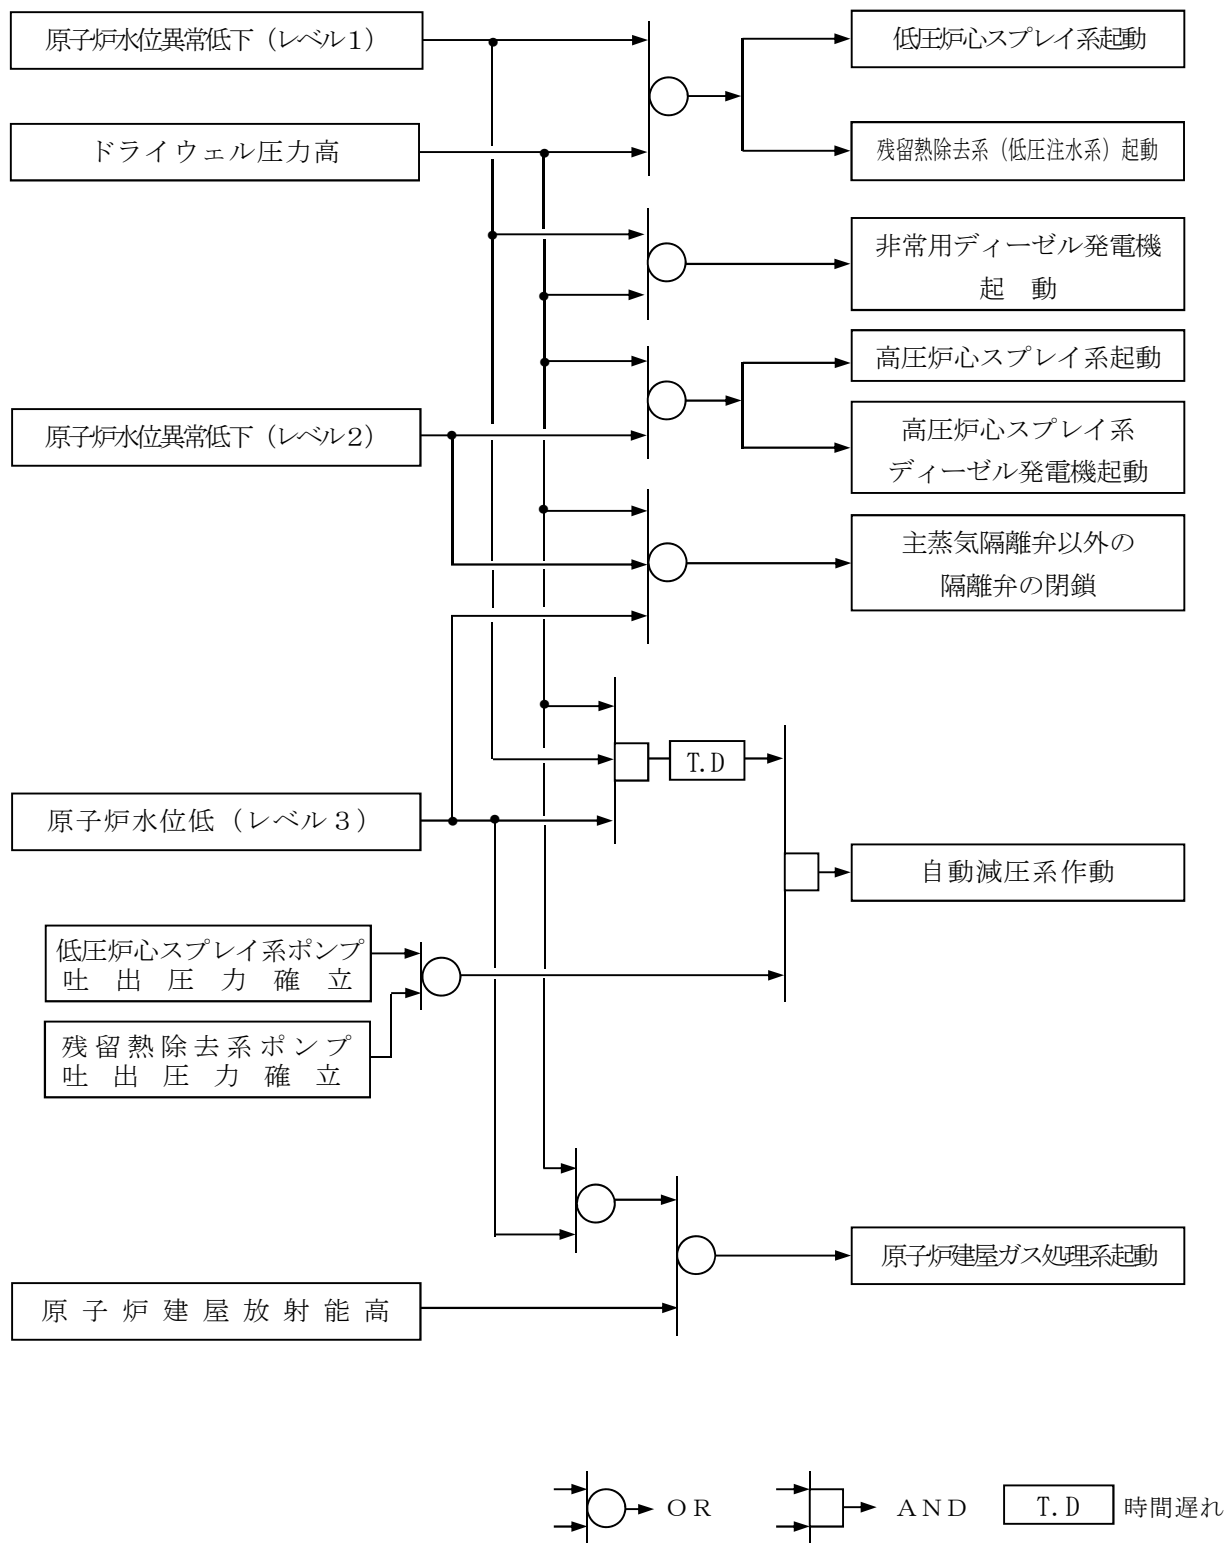 原子炉水位異常低下（レベル１）
低圧炉心スプレイ系起動
ドライウェル圧力高
残留熱除去系（低圧注水系）起動
非常用ディーゼル発電機
起　動
高圧炉心スプレイ系起動
原子炉水位異常低下（レベル２）
高圧炉心スプレイ系
ディーゼル発電機起動
主蒸気隔離弁以外の
隔離弁の閉鎖
T.D
原子炉水位低（レベル３）
自動減圧系作動
低圧炉心スプレイ系ポンプ
吐出圧力確立
残留熱除去系ポンプ
吐出圧力確立
原子炉建屋ガス処理系起動
原子炉建屋放射能高
ＯＲ
ＡＮＤ
T.D
時間遅れ